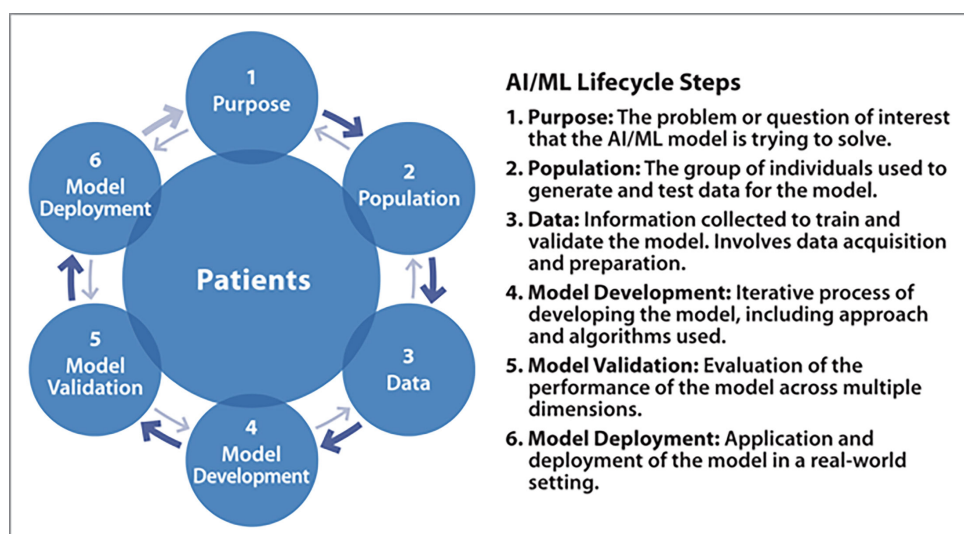 1
Purpose
2
Population
3
Data
4
Model
Development
5
Model
Validation
6
Model
Deployment
Patients
AI/ML Lifecycle Steps
1. Purpose: The problem or question of interest
that the AI/ML model is trying to solve.
2. Population: The group of individuals used to
generate and test data for the model.
3. Data: Information collected to train and
validate the model. Involves data acquisition
and preparation.
4. Model Development: Iterative process of
developing the model, including approach
and algorithms used.
5. Model Validation: Evaluation of the
performance of the model across multiple
dimensions.
6. Model Deployment: Application and
deployment of the model in a real-world
setting.